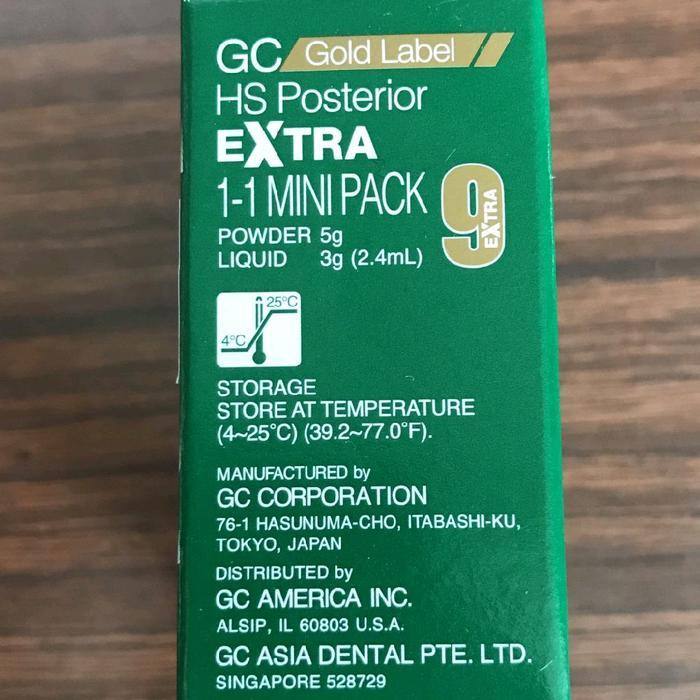 GC Gold Label
HS Posterior
EXTRA
1-1 MINI PACK
9 EXTRA
POWDER 5g
LIQUID 3g (2.4mL)
25°C
4°C
STORAGE
STORE AT TEMPERATURE
(4~25°C) (39.2~77.0°F).
MANUFACTURED by
GC CORPORATION
76-1 HASUNUMA-CHO, ITABASHI-KU,
TOKYO, JAPAN
DISTRIBUTED by
GC AMERICA INC.
ALSIP, IL 60803 U.S.A.
GC ASIA DENTAL PTE. LTD.
SINGAPORE 528729